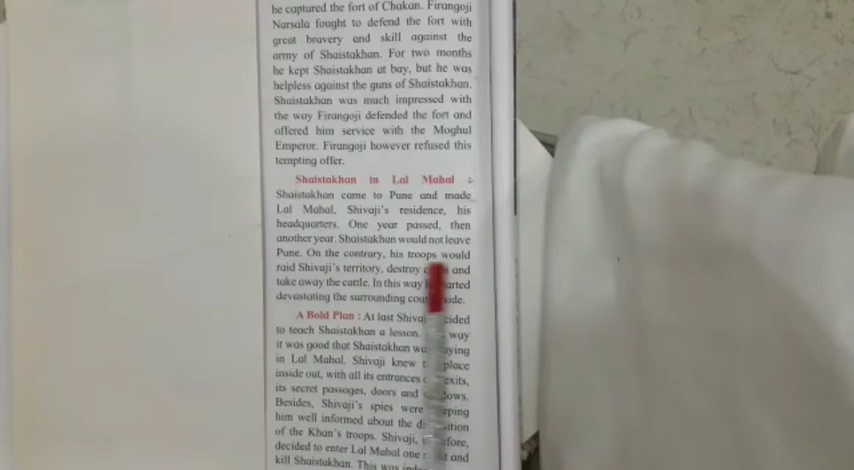 he captured the fort of Chakan. Firangoji
Narsala fought to defend the fort with
great bravery and skill against the
army of Shaistakhan. For two months
he kept Shaistakhan at bay, but he was
helpless against the guns of Shaistakhan.
Shaistakhan was much impressed with
the way Firangoji defended the fort and
offered him service with the Moghul
Emperor. Firangoji however refused this
tempting offer.
Shaistakhan in Lal Mahal :
Shaistakhan came to Pune and made
Lal Mahal, Shivaji's residence, his
headquarters. One year passed, then
another year. Shaistakhan would not leave
Pune. On the contrary, his troops would
raid Shivaji's territory, destroy and
take away the cattle. In this way
devastating the surrounding
A Bold Plan : At last
to teach Shaistakhan a lesson. way
it was good that Shaistakhan
in Lal Mahal. Shivaji knew place
inside out, with all its entrances exits,
its secret passages, doors and
Besides, Shivaji's spies were
him well informed about the
of the Khan's troops. Shivaji,
decided to enter Lal Mahal one and
kill Shaistakhan. This was